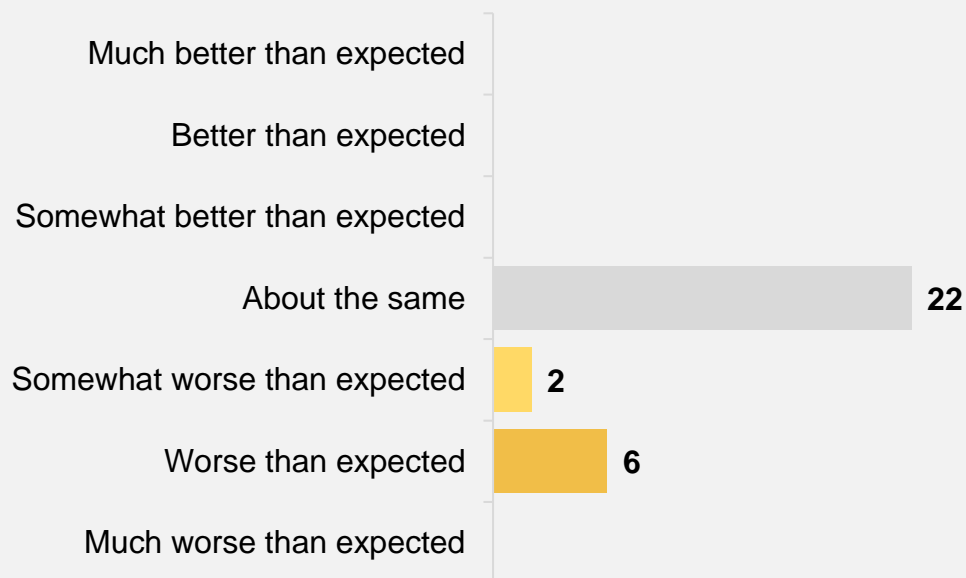 Much better than expected
Better than expected
Somewhat better than expected
About the same 22
Somewhat worse than expected 2
Worse than expected 6
Much worse than expected